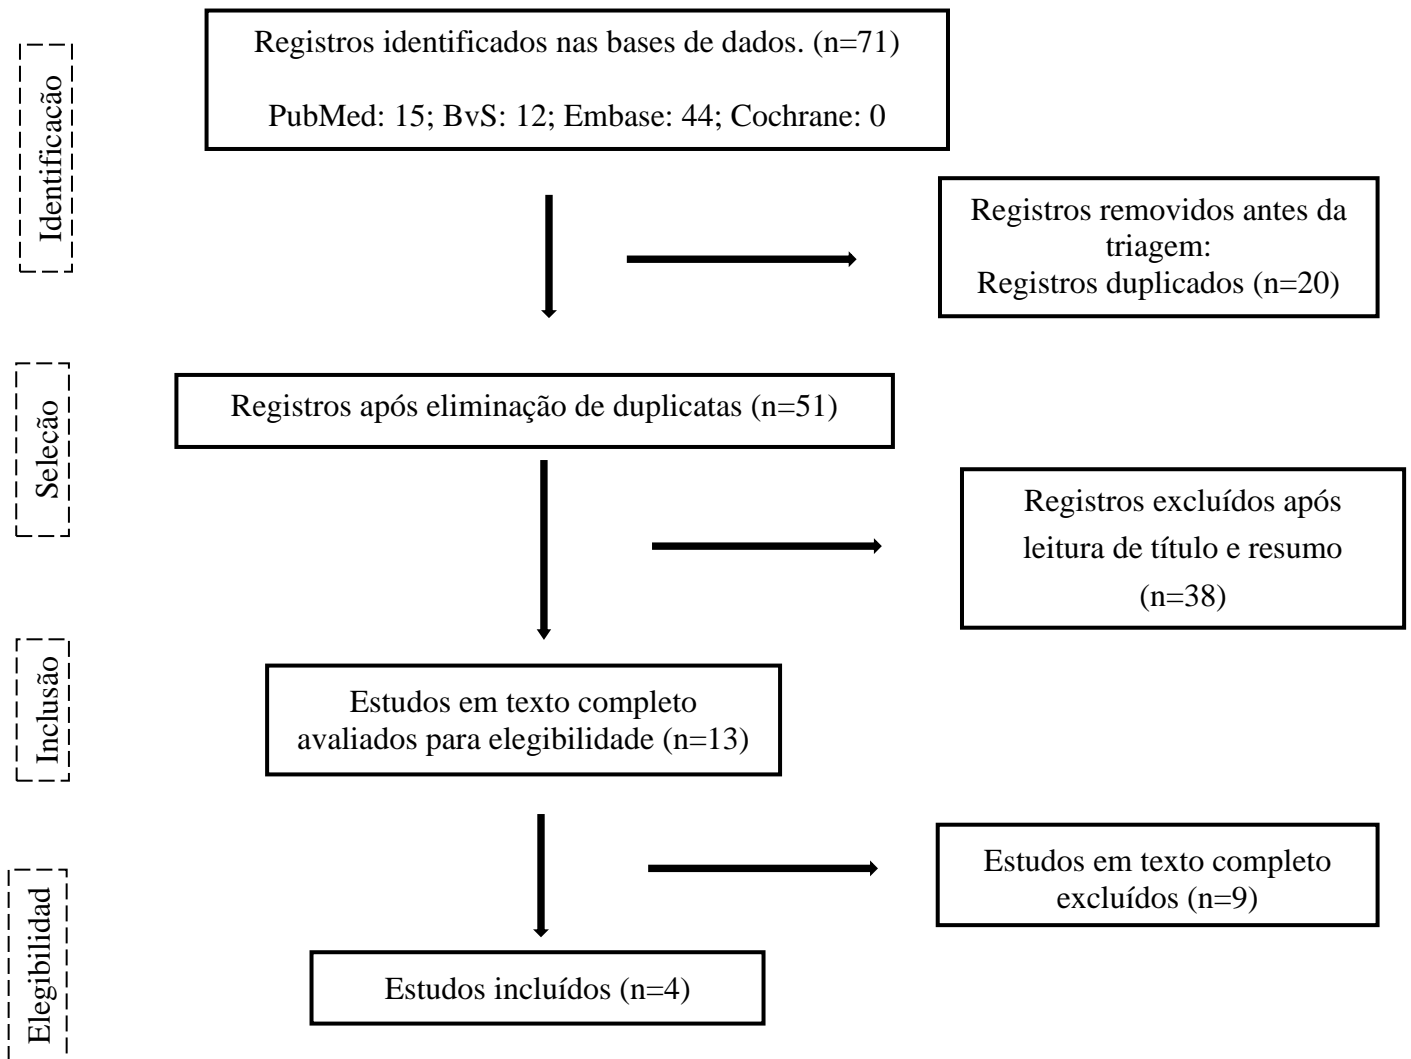 Identificação
Registros identificados nas bases de dados. (n=71)
PubMed: 15; BvS: 12; Embase: 44; Cochrane: 0
Registros removidos antes da
triagem:
Registros duplicados (n=20)
Seleção
Registros após eliminação de duplicatas (n=51)
Registros excluídos após
leitura de título e resumo
(n=38)
Inclusão
Estudos em texto completo
avaliados para elegibilidade (n=13)
Estudos em texto completo
excluídos (n=9)
Elegibilidad
Estudos incluídos (n=4)